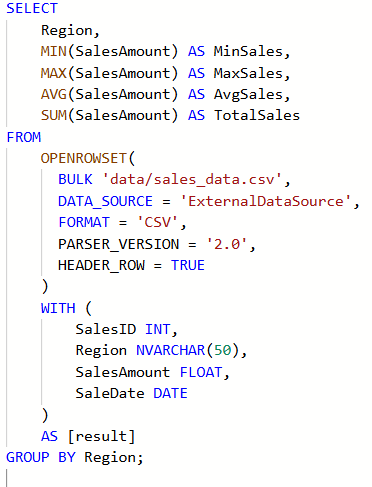 SELECT
    Region,
    MIN(SalesAmount) AS MinSales,
    MAX(SalesAmount) AS MaxSales,
    AVG(SalesAmount) AS AvgSales,
    SUM(SalesAmount) AS TotalSales
FROM
    OPENROWSET(
      BULK 'data/sales_data.csv',
      DATA_SOURCE = 'ExternalDataSource',
      FORMAT = 'CSV',
      PARSER_VERSION = '2.0',
      HEADER_ROW = TRUE
    )
    WITH (
        SalesID INT,
        Region NVARCHAR(50),
        SalesAmount FLOAT,
        SaleDate DATE
    )
    AS [result]
GROUP BY Region;